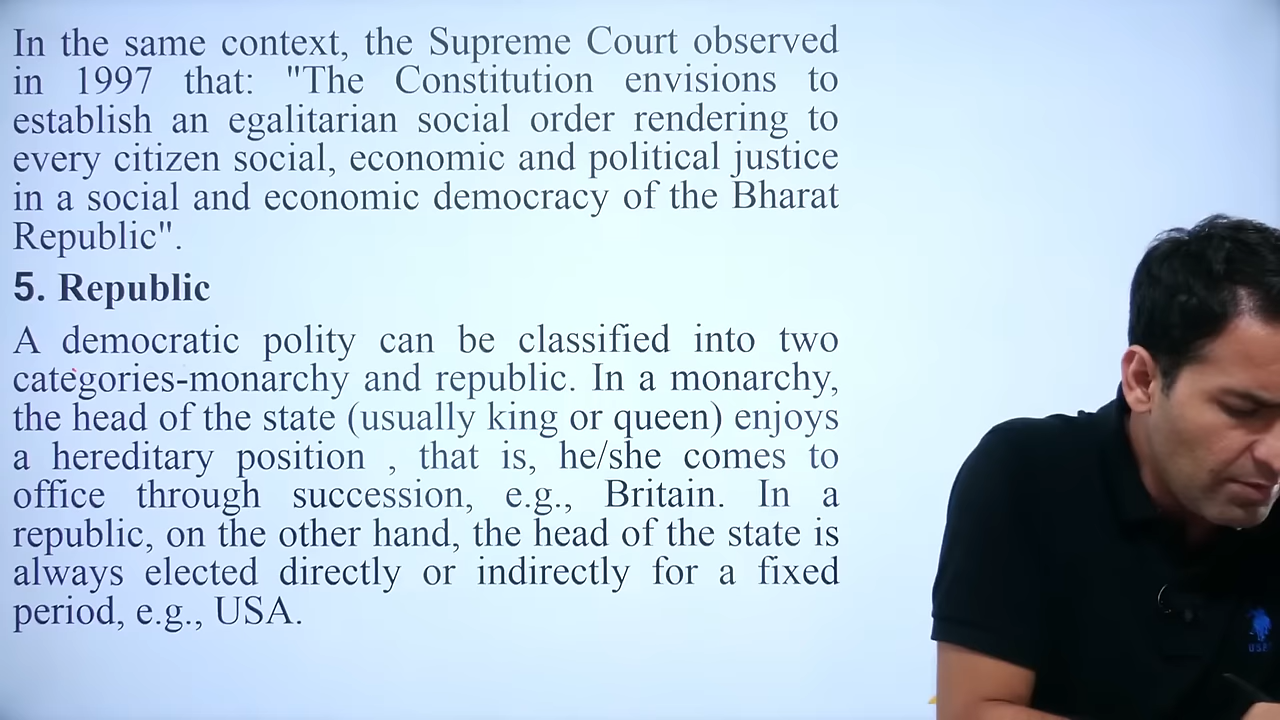 In the same context, the Supreme Court observed
in 1997 that: "The Constitution envisions to
establish an egalitarian social order rendering to
every citizen social, economic and political justice
in a social and economic democracy of the Bharat
Republic".
5. Republic
A democratic polity can be classified into two
categories-monarchy and republic. In a monarchy,
the head of the state (usually king or queen) enjoys
a hereditary position , that is, he/she comes to
office through succession, e.g., Britain. In a
republic, on the other hand, the head of the state is
always elected directly or indirectly for a fixed
period, e.g., USA.